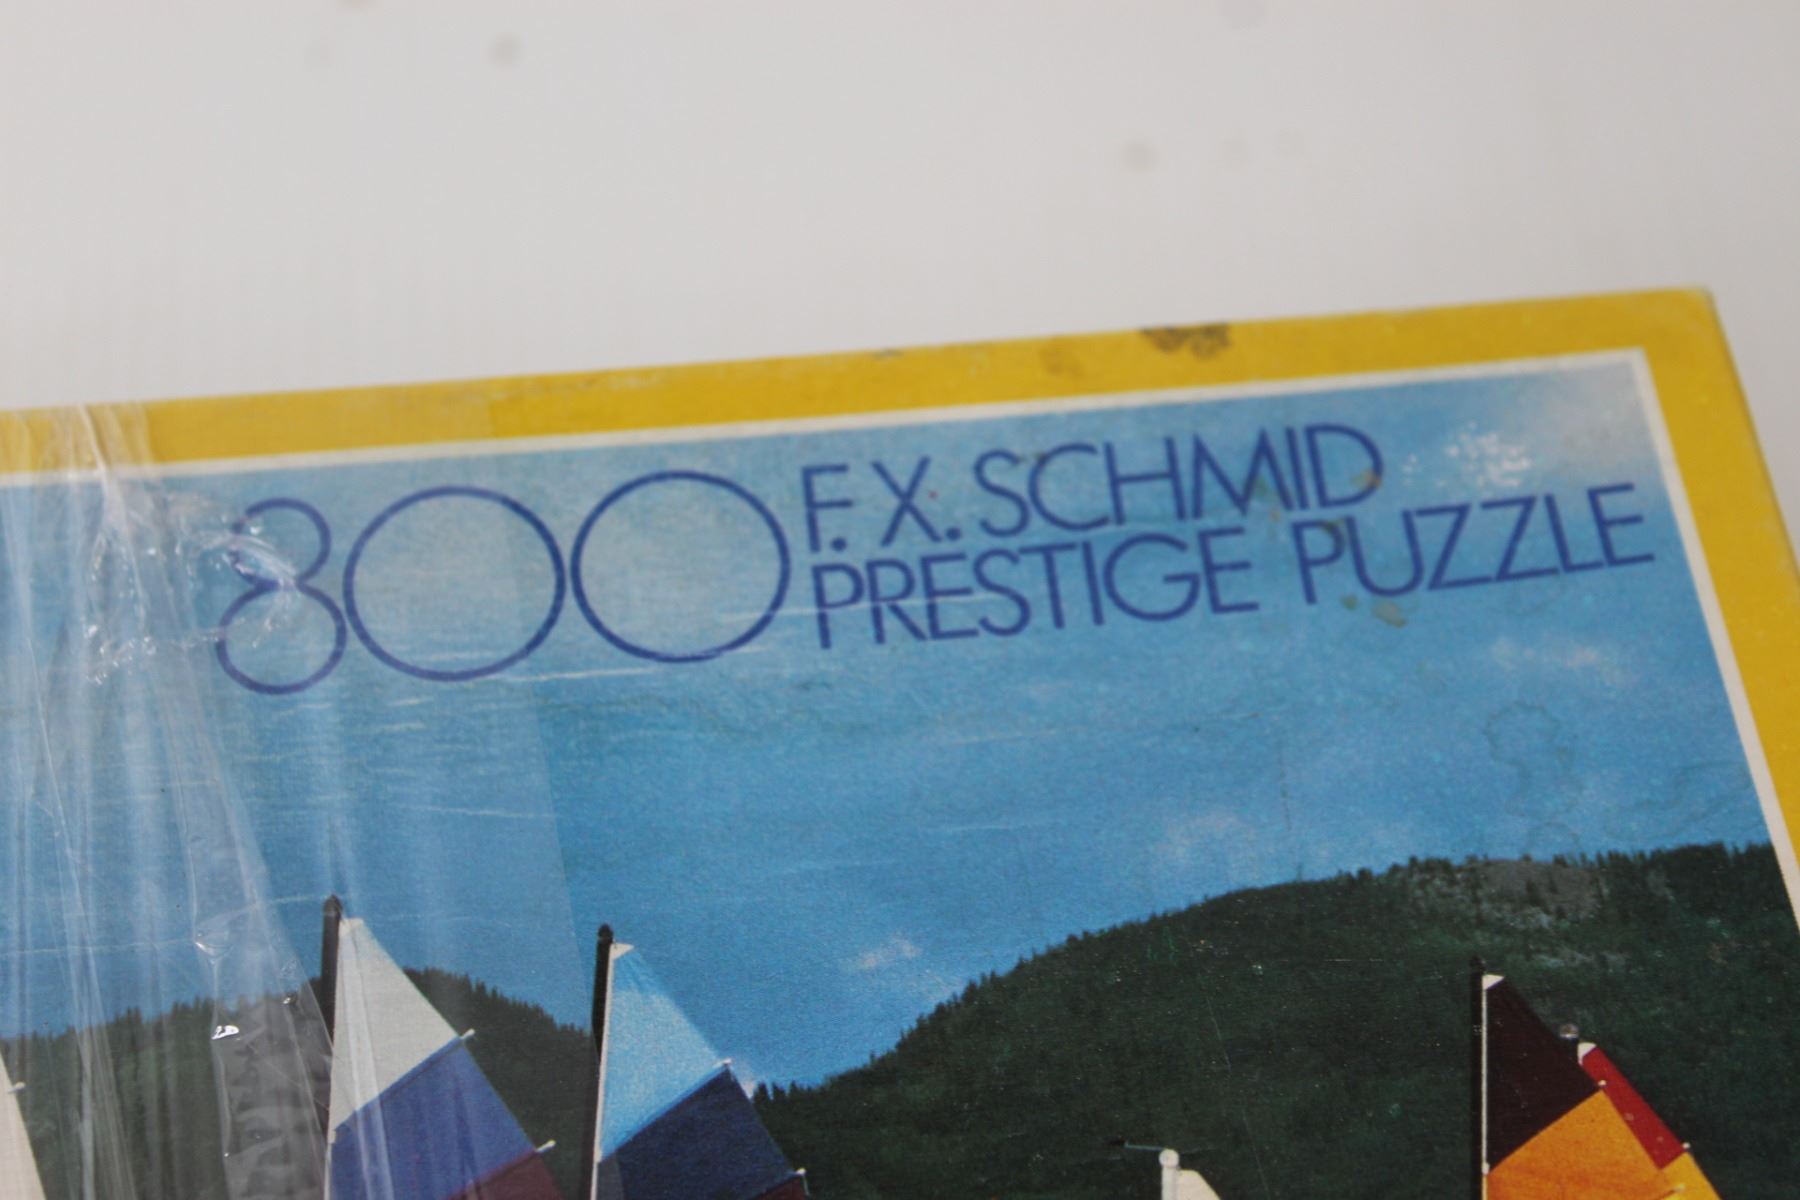 800 F. X. SCHMID
PRESTIGE PUZZLE